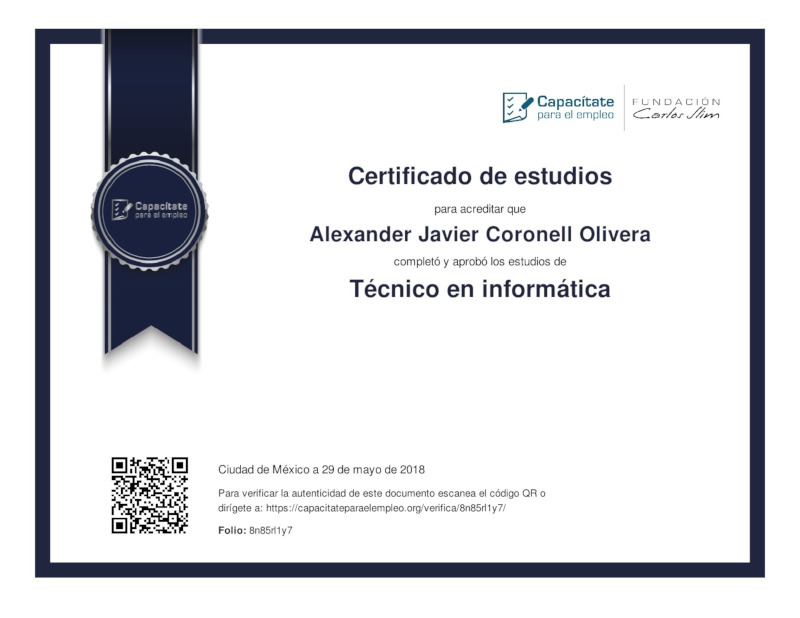 Capacítate
para el empleo
FUNDACIÓN
Carlos Slim
Certificado de estudios
para acreditar que
Alexander Javier Coronell Olivera
completó y aprobó los estudios de
Técnico en informática
Capacítate
para el empleo
Ciudad de México a 29 de mayo de 2018
Para verificar la autenticidad de este documento escanea el código QR o
dirígete a: https://capacitateparaelempleo.org/verifica/8n85rl1y7/
Folio: 8n85rl1y7